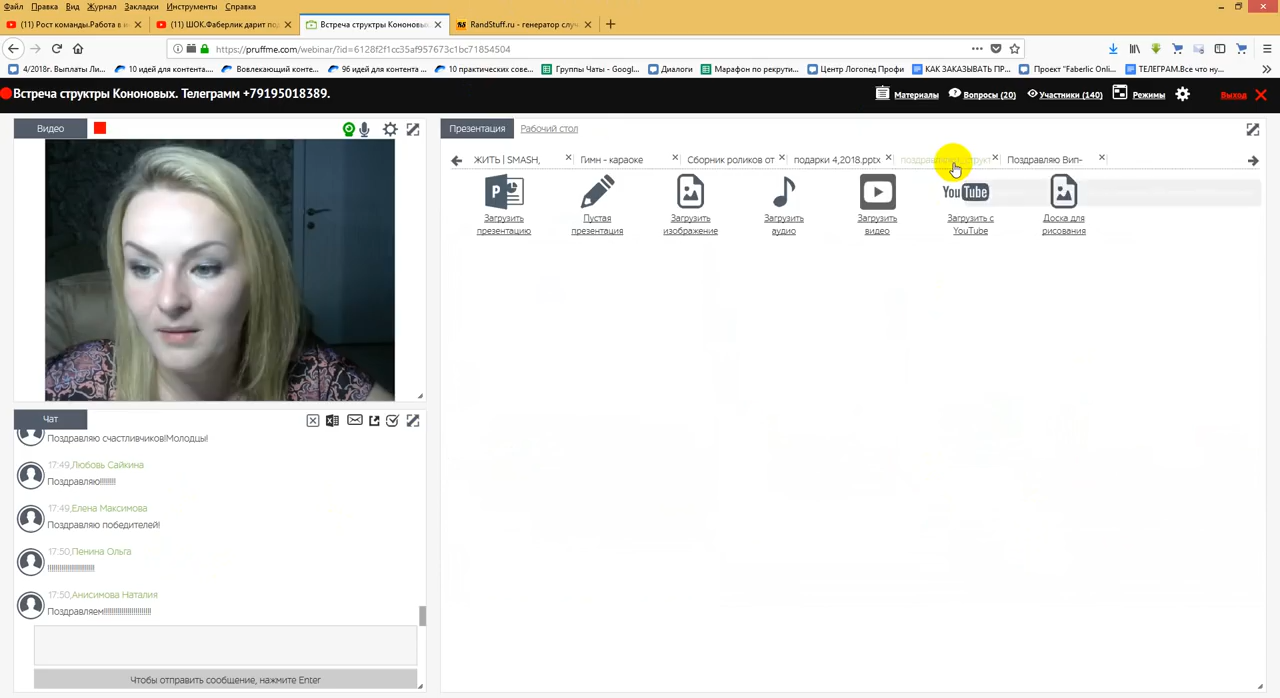 Файл Правка Вид Журнал Закладки Инструменты Справка
(11) Рост команды.Работа в и
(11) ШОК.Фаберлик дарит по
Встреча структры Кононовых.
RandStuff.ru - генератор случ
https://pruffme.com/webinar/?id=6128f2f1cc35af957673c1bc71854504
4/2018г. Выплаты Ли...
10 идей для контента....
Вовлекающий конте...
96 идей для контента ...
10 практических сове...
Группы Чаты - Googl...
Диалоги
Марафон по рекрути...
Центр Логопед Профи
КАК ЗАКАЗЫВАТЬ ПР...
Проект "Faberlic Onli...
ТЕЛЕГРАМ.Все что ну...
Встреча структры Кононовых. Телеграмм +79195018389.
Материалы
Вопросы (20)
Участники (140)
Режимы
Выход
Видео
Презентация
Рабочий стол
ЖИТЬ | SMASH,
Гимн - караоке
Сборник роликов от
подарки 4,2018.pptx
Поздравляю Вип-
Загрузить презентацию
Пустая презентация
Загрузить изображение
Загрузить аудио
Загрузить видео
YouTube
Загрузить с YouTube
Доска для рисования
Чат
Поздравляю счастливчиков!Молодцы!
17:49,Любовь Сайкина
Поздравляю!!!!!!!!
17:49,Елена Максимова
Поздравляю победителей!
17:50,Пенина Ольга
!!!!!!!!!!!!!!!!!!!!!!!!
17:50,Анисимова Наталия
Поздравляем!!!!!!!!!!!!!!!!!!!!!!!!
Чтобы отправить сообщение, нажмите Enter